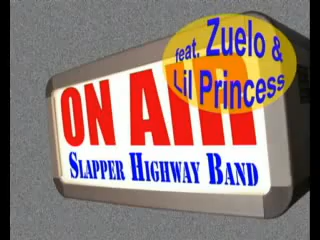 feat. Zuelo &
Lil Princess
ON AIR
SLAPPER HIGHWAY BAND